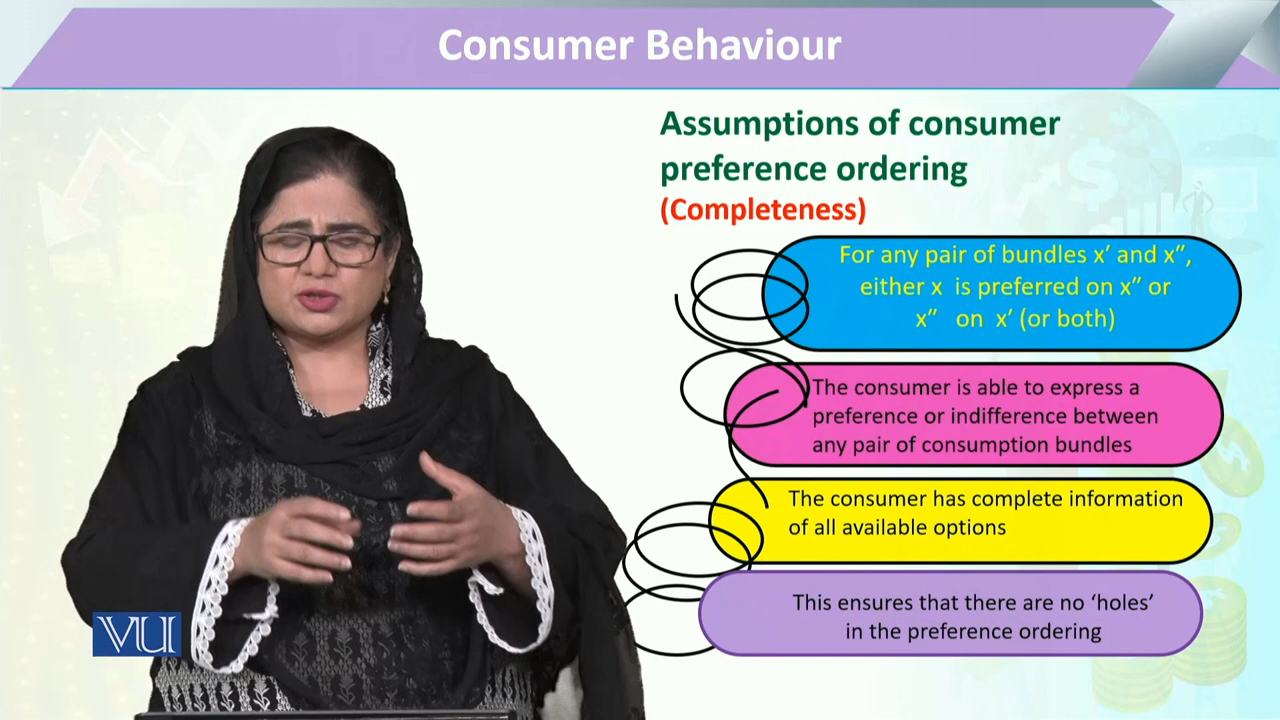 Consumer Behaviour
Assumptions of consumer
preference ordering
(Completeness)
For any pair of bundles x′ and x″,
either x is preferred on x″ or
x″ on x′ (or both)
The consumer is able to express a
preference or indifference between
any pair of consumption bundles
The consumer has complete information
of all available options
This ensures that there are no ‘holes’
in the preference ordering
VU